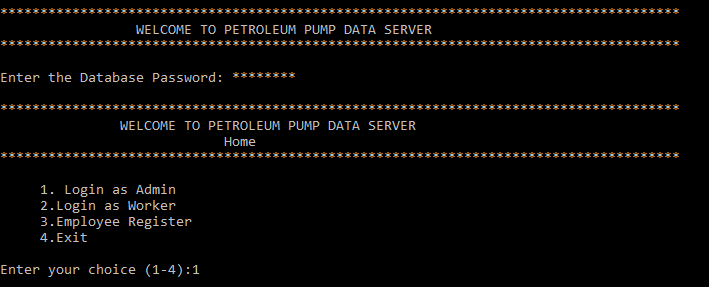 *************************************************************************************
WELCOME TO PETROLEUM PUMP DATA SERVER
*************************************************************************************
Enter the Database Password: ********
*************************************************************************************
WELCOME TO PETROLEUM PUMP DATA SERVER
Home
*************************************************************************************
1. Login as Admin
2.Login as Worker
3.Employee Register
4.Exit
Enter your choice (1-4):1